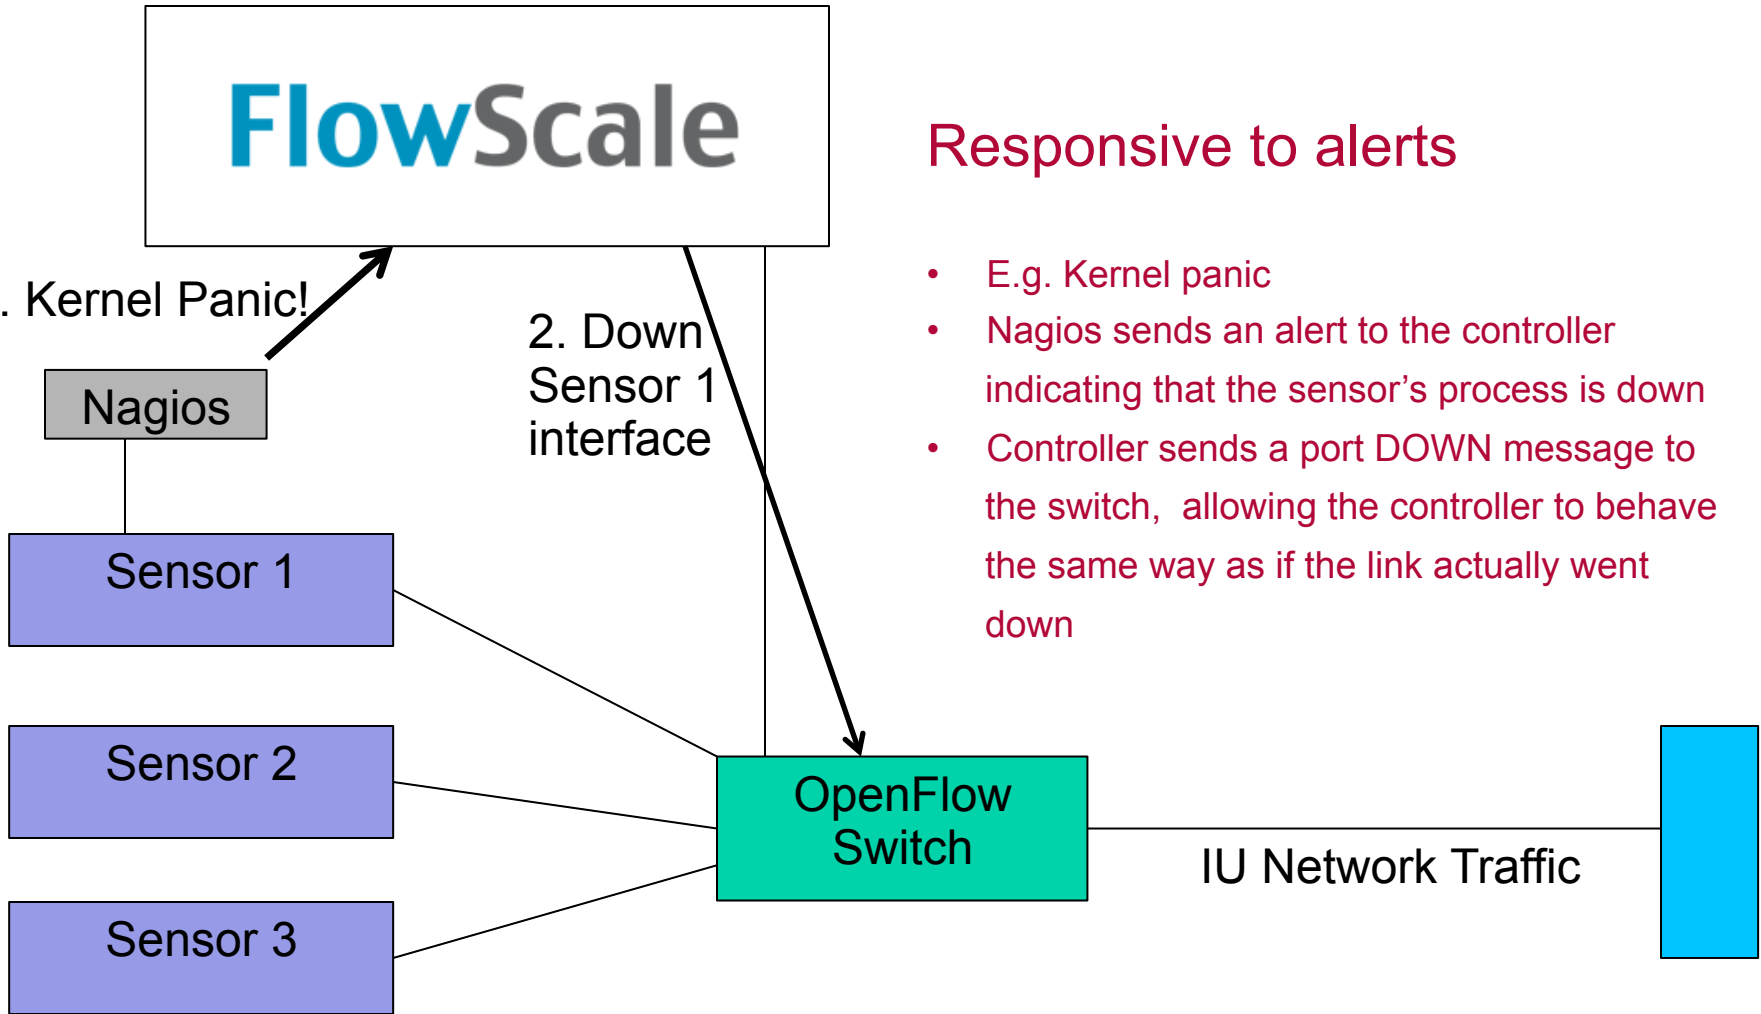 FlowScale
Responsive to alerts
• E.g. Kernel panic
• Nagios sends an alert to the controller
indicating that the sensor’s process is down
• Controller sends a port DOWN message to
the switch, allowing the controller to behave
the same way as if the link actually went
down
. Kernel Panic!
2. Down
Sensor 1
interface
Nagios
Sensor 1
Sensor 2
Sensor 3
OpenFlow
Switch
IU Network Traffic